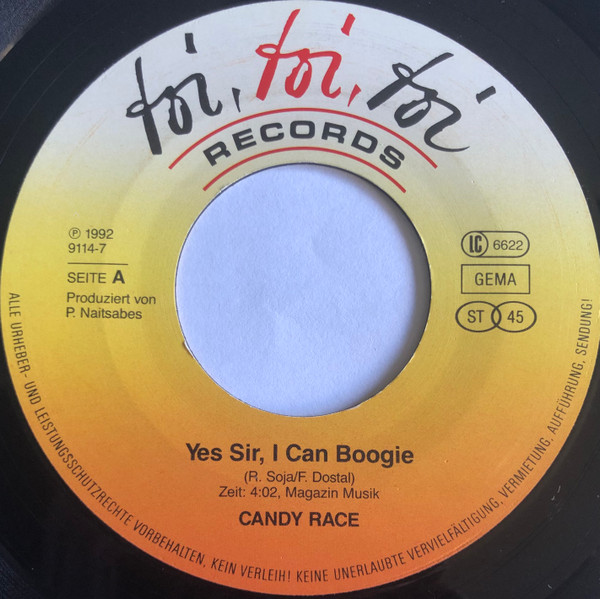 toi, toi, toi
RECORDS
℗ 1992
9114-7
SEITE A
Produziert von
P. Naitsabes
LC 6622
GEMA
ST 45
Yes Sir, I Can Boogie
(R. Soja/F. Dostal)
Zeit: 4:02, Magazin Musik
CANDY RACE
ALLE URHEBER- UND LEISTUNGSSCHUTZRECHTE VORBEHALTEN, KEIN VERLEIH! KEINE UNERLAUBTE VERVIELFÄLTIGUNG, VERMIETUNG, AUFFÜHRUNG, SENDUNG!